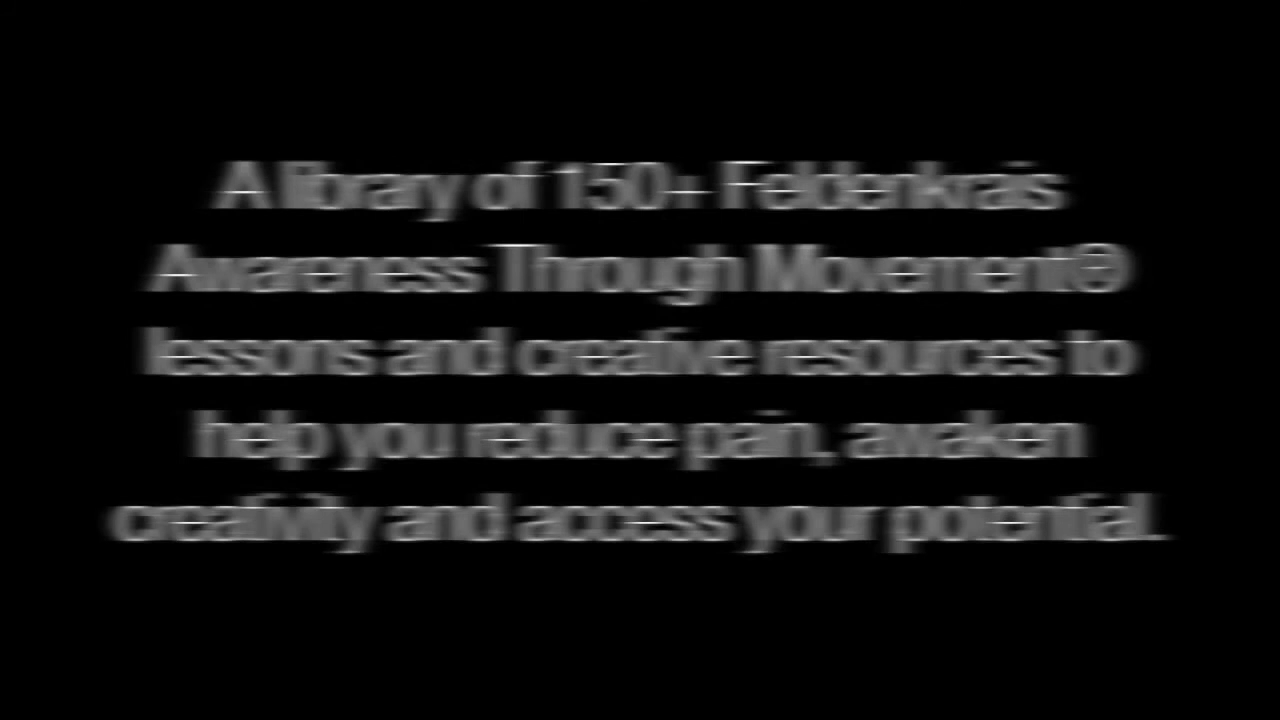 A library of 150+ Feldenkrais
Awareness Through Movement®
lessons and creative resources to
help you reduce pain, awaken
creativity and access your potential.